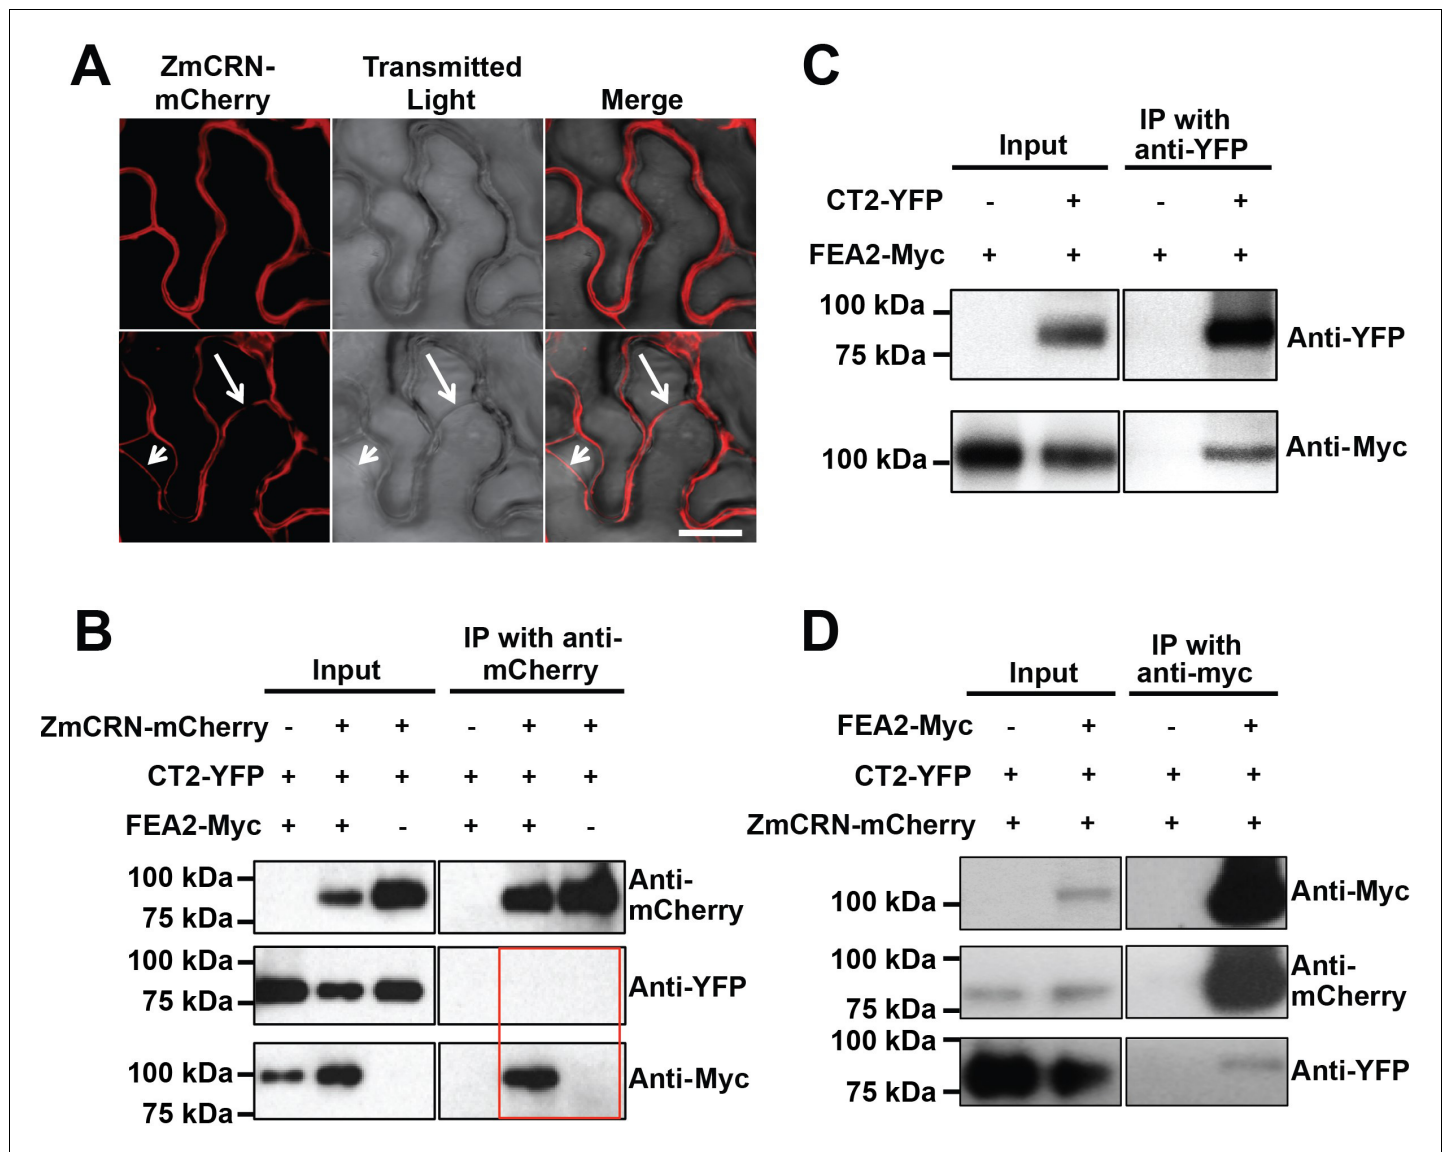 A
ZmCRN-
mCherry
Transmitted
Light
Merge
C
Input
IP with
anti-YFP
CT2-YFP - + - +
FEA2-Myc + + + +
100 kDa
75 kDa
Anti-YFP
100 kDa
Anti-Myc
B
Input
IP with anti-
mCherry
ZmCRN-mCherry - + + - + +
CT2-YFP + + + + + +
FEA2-Myc + + - + + -
100 kDa
75 kDa
Anti-
mCherry
100 kDa
75 kDa
Anti-YFP
100 kDa
75 kDa
Anti-Myc
D
Input
IP with
anti-myc
FEA2-Myc - + - +
CT2-YFP + + + +
ZmCRN-mCherry + + + +
100 kDa
Anti-Myc
100 kDa
75 kDa
Anti-
mCherry
100 kDa
75 kDa
Anti-YFP